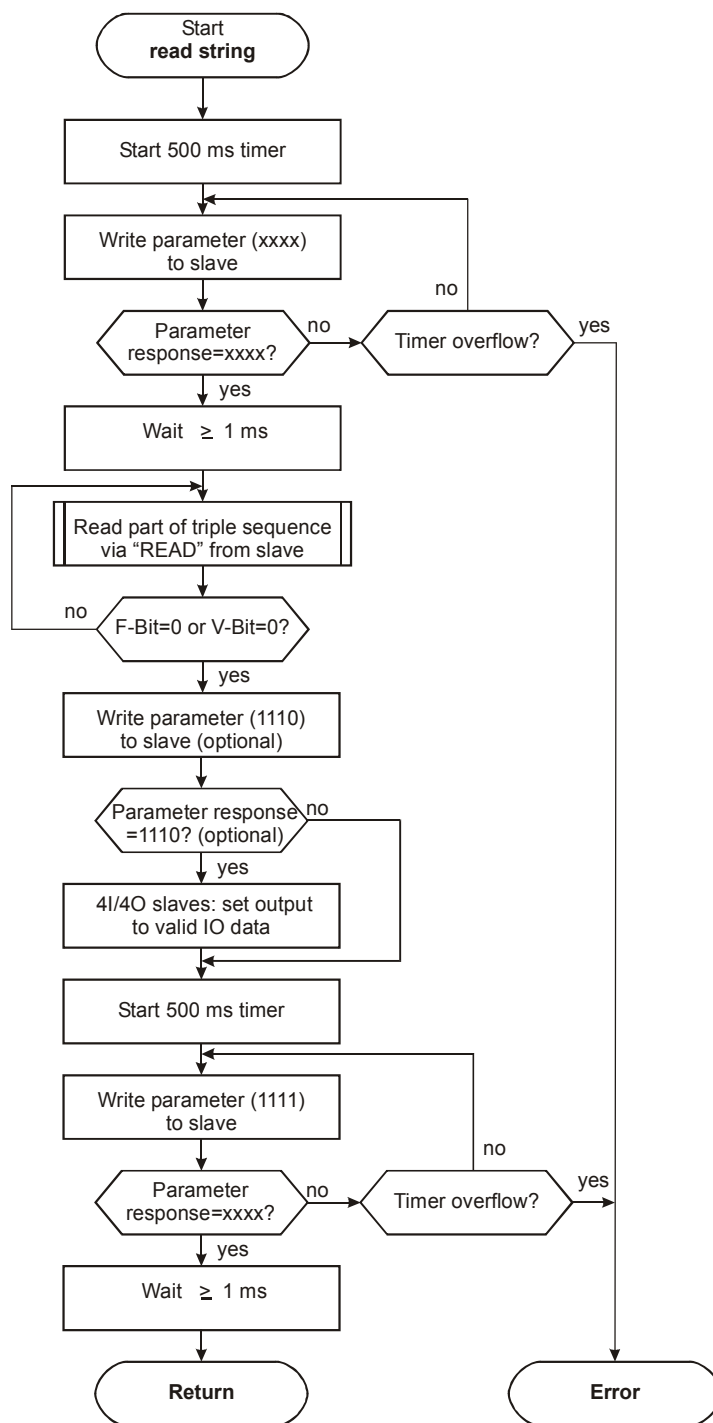 Start
read string
Start 500 ms timer
Write parameter (xxxx)
to slave
no
Parameter
response=xxxx?
no
Timer overflow?
yes
yes
Wait ≥ 1 ms
Read part of triple sequence
via “READ” from slave
no
F-Bit=0 or V-Bit=0?
yes
Write parameter (1110)
to slave (optional)
Parameter response
=1110? (optional)
no
yes
4I/4O slaves: set output
to valid IO data
Start 500 ms timer
Write parameter (1111)
to slave
no
Parameter
response=xxxx?
no
Timer overflow?
yes
yes
Wait ≥ 1 ms
Return
Error